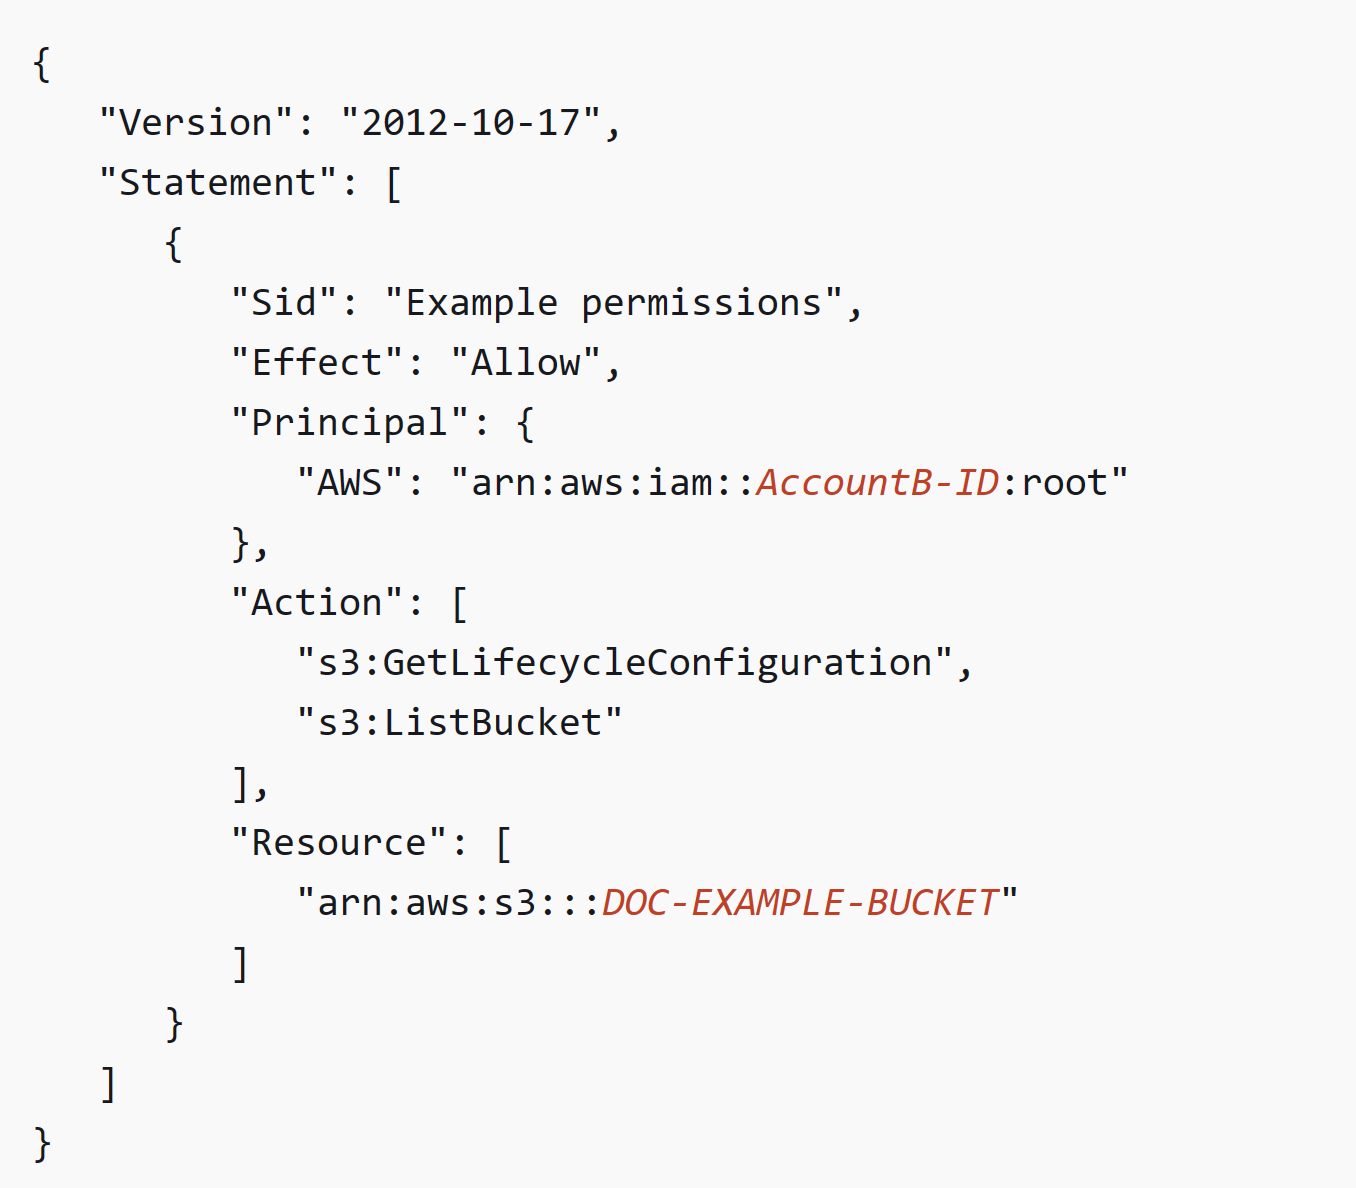 {
   "Version": "2012-10-17",
   "Statement": [
      {
         "Sid": "Example permissions",
         "Effect": "Allow",
         "Principal": {
            "AWS": "arn:aws:iam::AccountB-ID:root"
         },
         "Action": [
            "s3:GetLifecycleConfiguration",
            "s3:ListBucket"
         ],
         "Resource": [
            "arn:aws:s3:::DOC-EXAMPLE-BUCKET"
         ]
      }
   ]
}